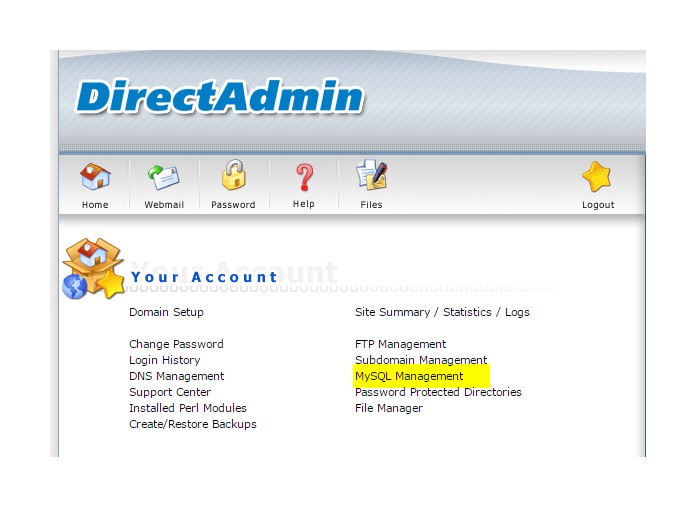 DirectAdmin
Home Webmail Password Help Files Logout
Your Account
Domain Setup Site Summary / Statistics / Logs
Change Password FTP Management
Login History Subdomain Management
DNS Management MySQL Management
Support Center Password Protected Directories
Installed Perl Modules File Manager
Create/Restore Backups